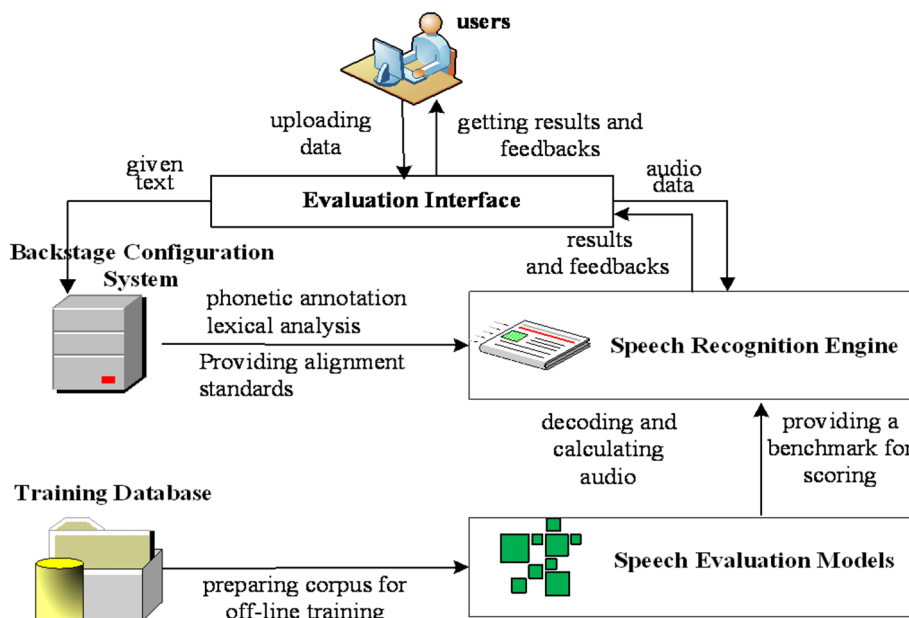 users
uploading
data
getting results and
feedbacks
given
text
Evaluation Interface
audio
data
results
and feedbacks
Backstage Configuration
System
phonetic annotation
lexical analysis
Providing alignment
standards
Speech Recognition Engine
decoding and
calculating
audio
providing a
benchmark for
scoring
Training Database
preparing corpus for
off-line training
Speech Evaluation Models